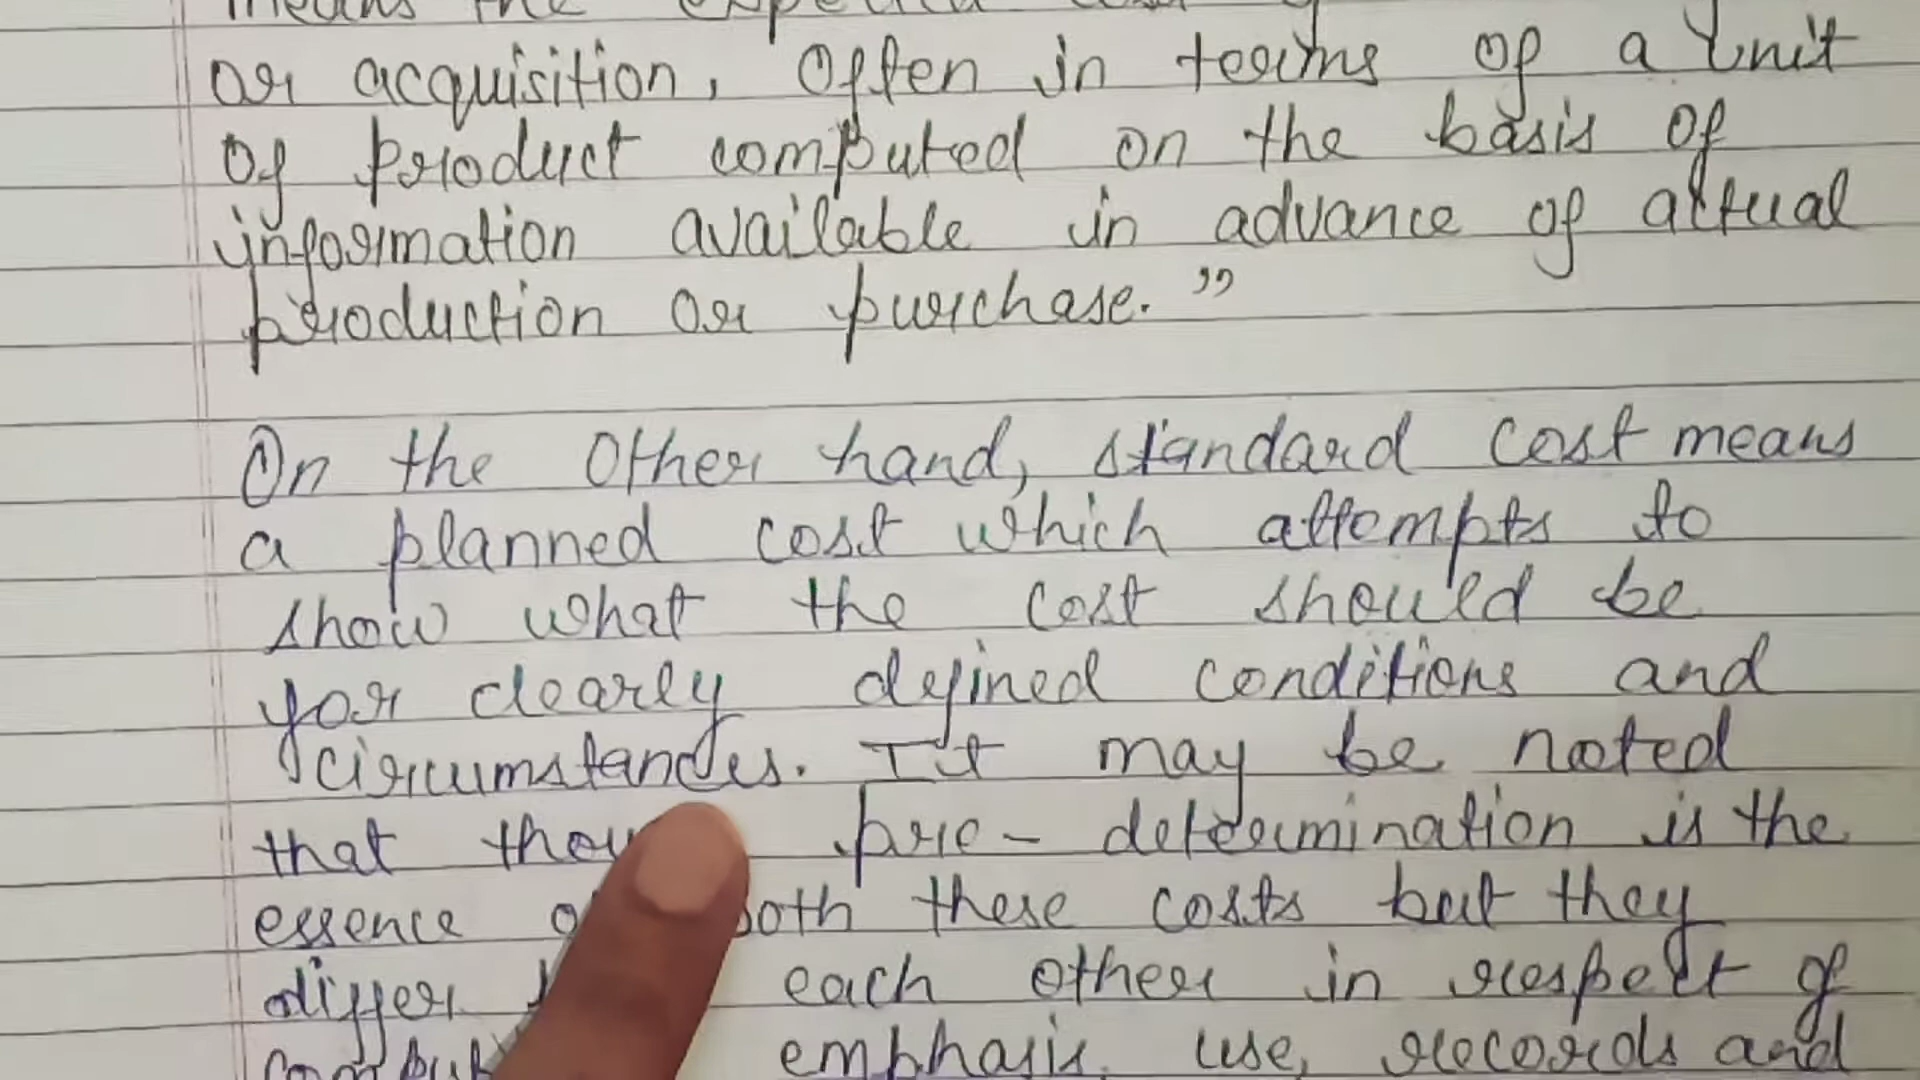 means the
or acquisition, Often in terms of a Unit
Of product computed on the basis of
information available in advance of actual
production or purchase."
On the Other hand, standard Cost means
a planned cost which attempts to
show what the cost should be
for clearly defined conditions and
circumstances. It may be noted
that pre-determination is the
essence both these costs but they
differ each other in respect of
emphasis, use, records and